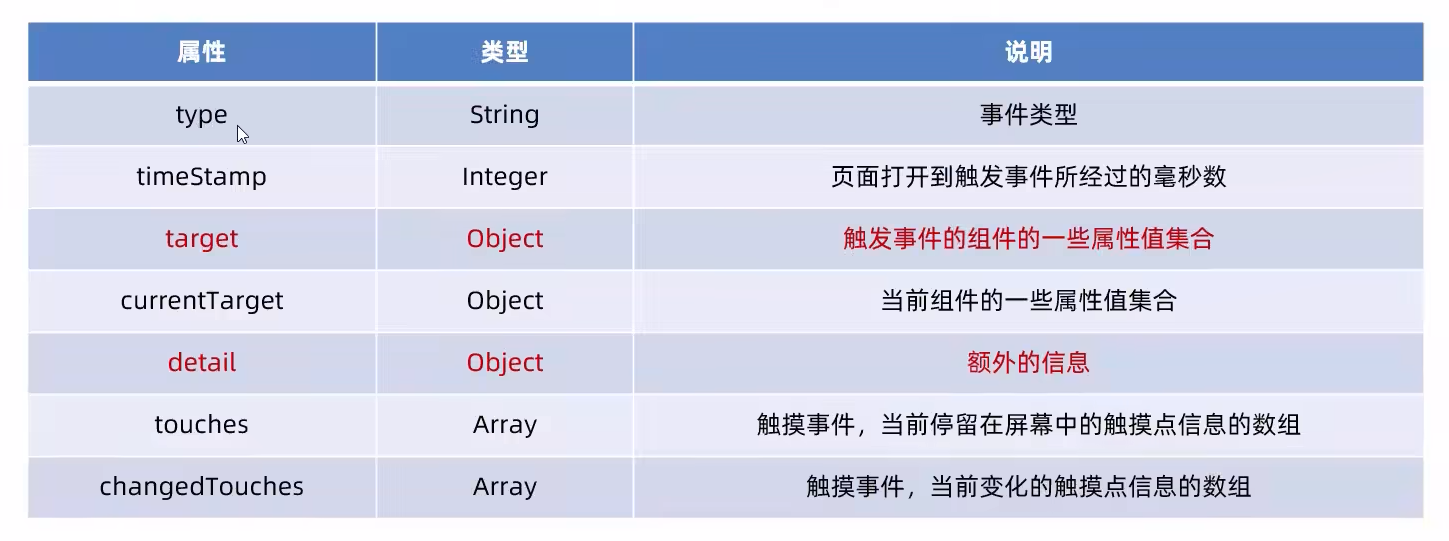 属性 类型 说明
type String 事件类型
timeStamp Integer 页面打开到触发事件所经过的毫秒数
target Object 触发事件的组件的一些属性值集合
currentTarget Object 当前组件的一些属性值集合
detail Object 额外的信息
touches Array 触摸事件，当前停留在屏幕中的触摸点信息的数组
changedTouches Array 触摸事件，当前变化的触摸点信息的数组